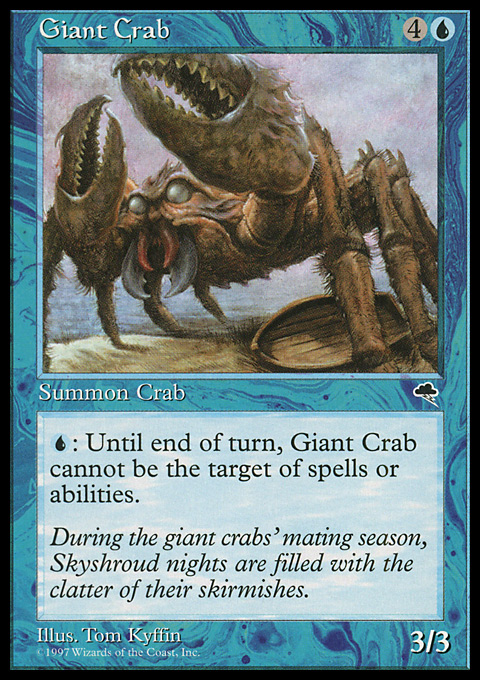 Giant Crab 4
Summon Crab
: Until end of turn, Giant Crab
cannot be the target of spells or
abilities.
During the giant crabs' mating season,
Skyshroud nights are filled with the
clatter of their skirmishes.
Illus. Tom Kyffin
3/3
©1997 Wizards of the Coast, Inc.